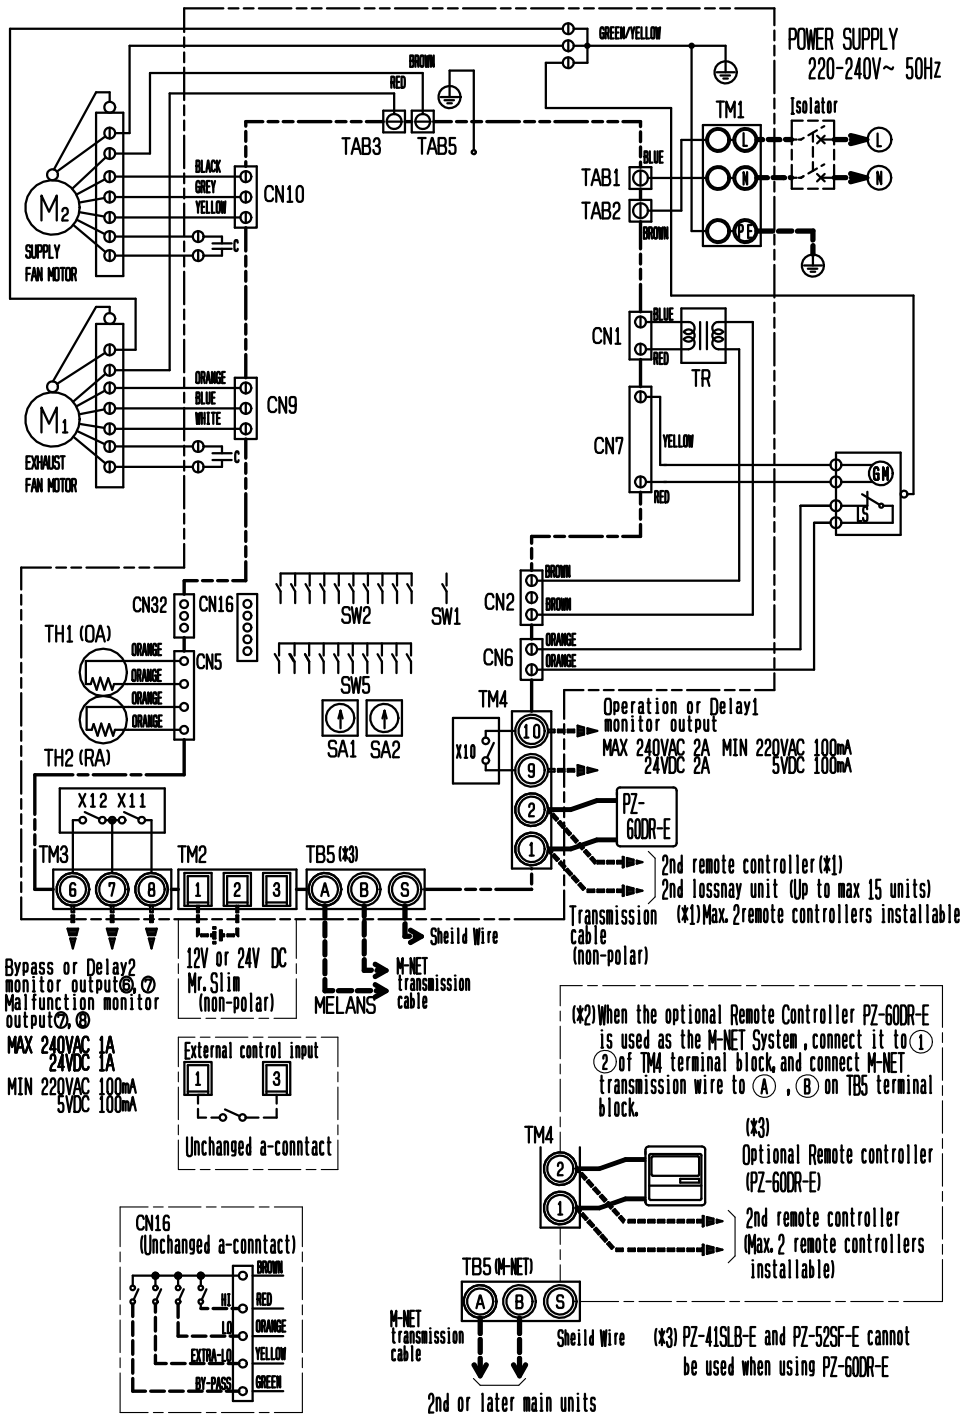 GREEN/YELLOW
POWER SUPPLY
220-240V~ 50Hz
BROWN
RED
TM1
Isolator
TAB3
TAB5
L
L
BLUE
TAB1
N
N
TAB2
BROWN
PE
BLACK
CN10
GREY
YELLOW
M2
C
SUPPLY
FAN MOTOR
BLUE
CN1
RED
TR
ORANGE
BLUE
CN9
WHITE
M1
C
EXHAUST
FAN MOTOR
CN7
YELLOW
RED
GM
LS
BROWN
CN2
BROWN
CN32
CN16
SW2
SW1
TH1 (OA)
ORANGE
CN5
ORANGE
ORANGE
ORANGE
TH2 (RA)
SW5
SA1
SA2
ORANGE
CN6
ORANGE
TM4
X10
10
9
2
1
Operation or Delay1
monitor output
MAX 240VAC 2A MIN 220VAC 100mA
24VDC 2A 5VDC 100mA
PZ-
60DR-E
2nd remote controller(*1)
2nd lossnay unit (Up to max 15 units)
Transmission
cable
(non-polar)
(*1)Max. 2remote controllers installable
X12 X11
TM3
TM2
TB5 (*3)
6 7 8
1 2 3
A B S
Sheild Wire
12V or 24V DC
Mr.Slim
(non-polar)
M-NET
transmission
cable
MELANS
Bypass or Delay2
monitor output⑥,⑦
Malfunction monitor
output⑦,⑧
MAX 240VAC 1A
24VDC 1A
MIN 220VAC 100mA
5VDC 100mA
External control input
1 3
Unchanged a-conntact
(*2)When the optional Remote Controller PZ-60DR-E
is used as the M-NET System , connect it to ①
② of TM4 terminal block, and connect M-NET
transmission wire to Ⓐ , Ⓑ on TB5 terminal
block.
TM4
2
1
(*3)
Optional Remote controller
(PZ-60DR-E)
2nd remote controller
(Max. 2 remote controllers
installable)
CN16
(Unchanged a-conntact)
BROWN
HI RED
LO ORANGE
EXTRA-LO YELLOW
BY-PASS GREEN
TB5 (M-NET)
A B S
M-NET
transmission
cable
Sheild Wire
2nd or later main units
(*3) PZ-41SLB-E and PZ-52SF-E cannot
be used when using PZ-60DR-E